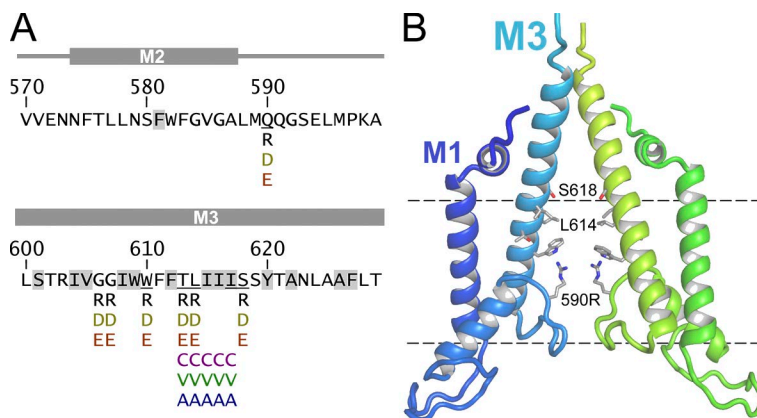 A
M2
570 580 590
VVENNFTLLNSFWFGVGALMQQGSELMPKA
R
D
E
M3
600 610 620
LSTRIVGGIWWFFTLIIISSYTANLAAFLT
RR R RR R
DD D DD D
EE E EE E
CCCCC
VVVVV
AAAAA
B
M3
M1
S618
L614
590R